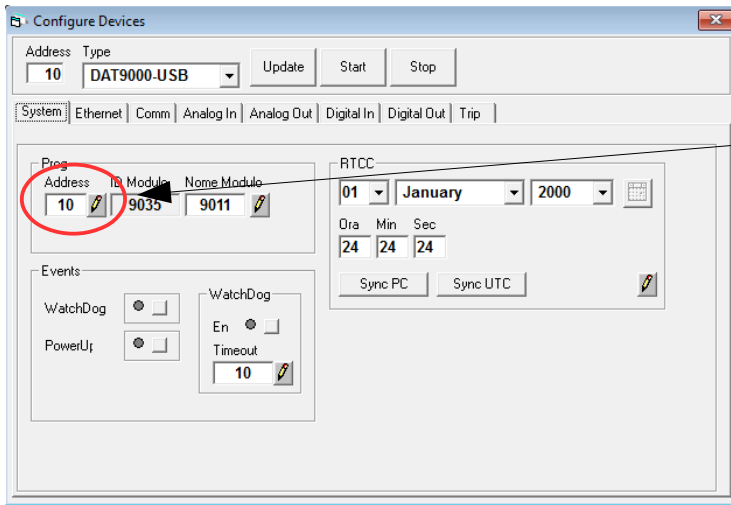 Configure Devices
Address Type
10 DAT9000-USB Update Start Stop
System Ethernet Comm Analog In Analog Out Digital In Digital Out Trip
Prog
Address ID Module Nome Modulo
10 9035 9011
RTCC
01 January 2000
Ora Min Sec
24 24 24
Sync PC Sync UTC
Events
WatchDog
PowerUp
WatchDog
En
Timeout
10